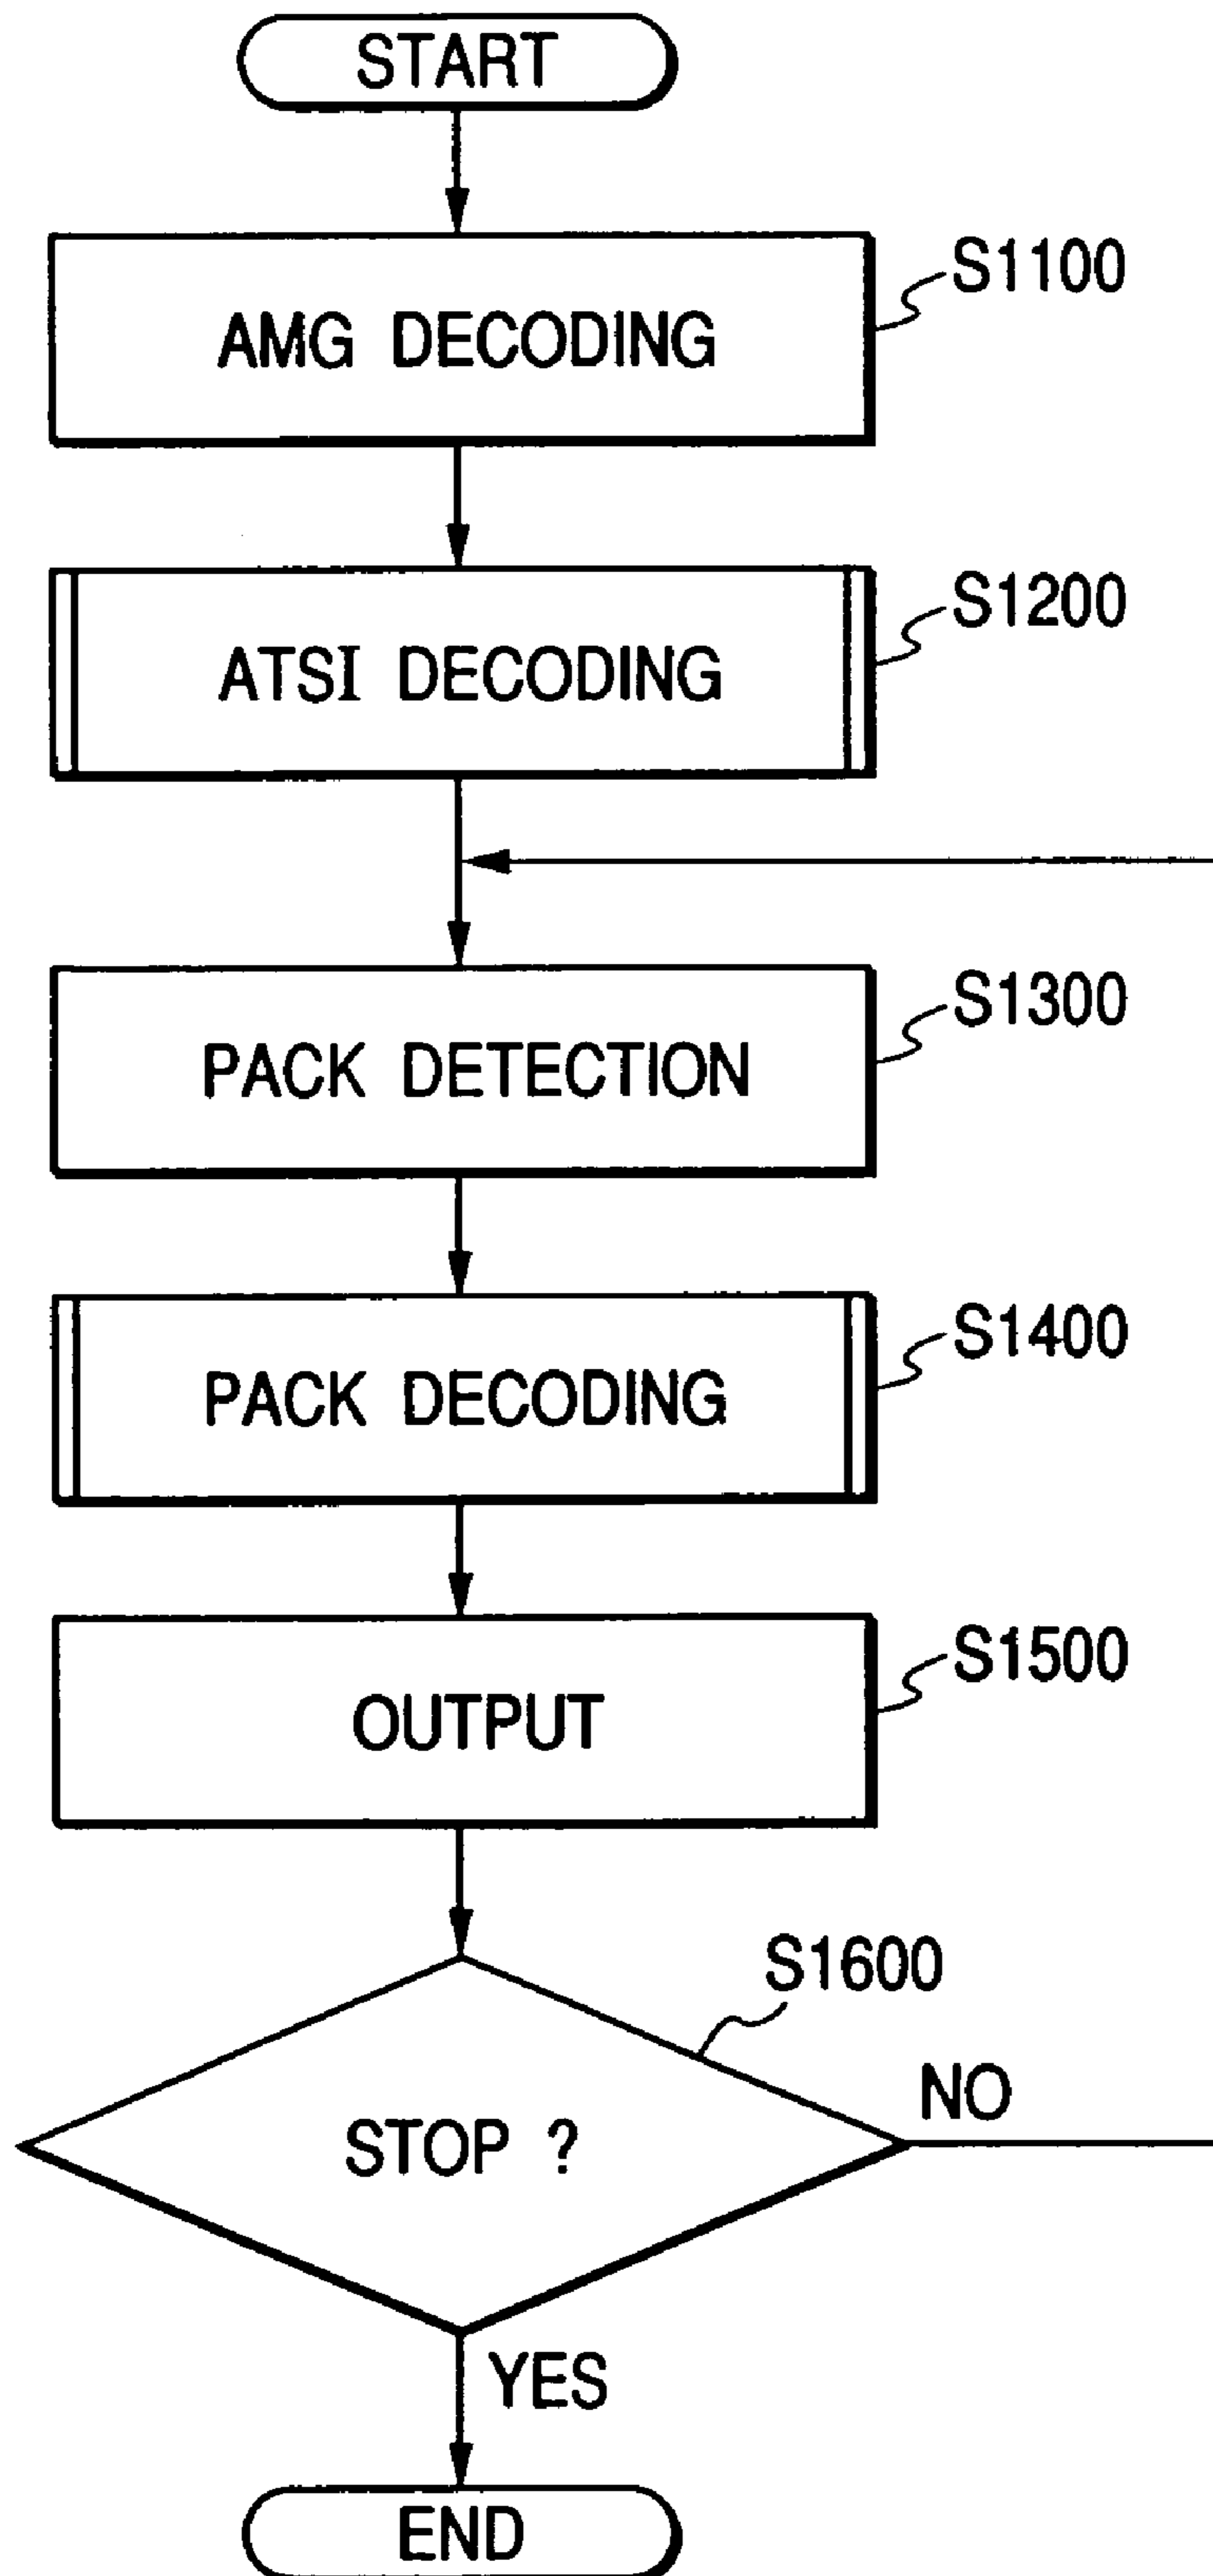 START
AMG DECODING
S1100
ATSI DECODING
S1200
PACK DETECTION
S1300
PACK DECODING
S1400
OUTPUT
S1500
S1600
STOP ?
NO
YES
END